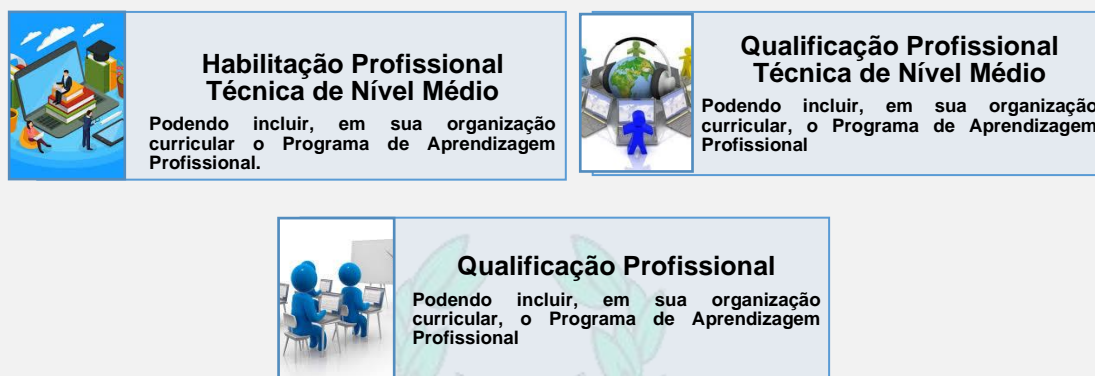 Habilitação Profissional
Técnica de Nível Médio
Podendo incluir, em sua organização
curricular o Programa de Aprendizagem
Profissional.
Qualificação Profissional
Técnica de Nível Médio
Podendo incluir, em sua organização
curricular, o Programa de Aprendizagem
Profissional
Qualificação Profissional
Podendo incluir, em sua organização
curricular, o Programa de Aprendizagem
Profissional